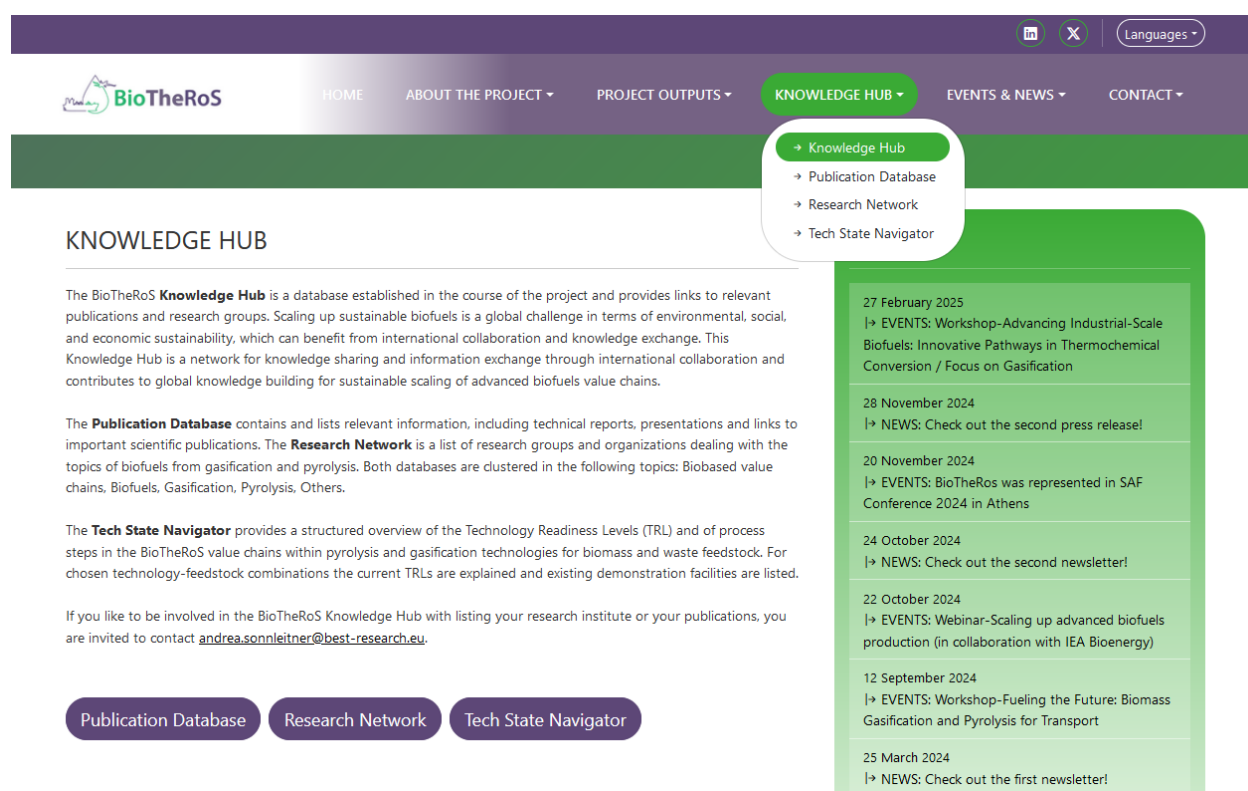 Languages
BioTheRoS
HOME
ABOUT THE PROJECT
PROJECT OUTPUTS
KNOWLEDGE HUB
EVENTS & NEWS
CONTACT
→ Knowledge Hub
→ Publication Database
→ Research Network
→ Tech State Navigator
KNOWLEDGE HUB
The BioTheRoS Knowledge Hub is a database established in the course of the project and provides links to relevant
publications and research groups. Scaling up sustainable biofuels is a global challenge in terms of environmental, social,
and economic sustainability, which can benefit from international collaboration and knowledge exchange. This
Knowledge Hub is a network for knowledge sharing and information exchange through international collaboration and
contributes to global knowledge building for sustainable scaling of advanced biofuels value chains.
The Publication Database contains and lists relevant information, including technical reports, presentations and links to
important scientific publications. The Research Network is a list of research groups and organizations dealing with the
topics of biofuels from gasification and pyrolysis. Both databases are clustered in the following topics: Biobased value
chains, Biofuels, Gasification, Pyrolysis, Others.
The Tech State Navigator provides a structured overview of the Technology Readiness Levels (TRL) and of process
steps in the BioTheRoS value chains within pyrolysis and gasification technologies for biomass and waste feedstock. For
chosen technology-feedstock combinations the current TRLs are explained and existing demonstration facilities are listed.
If you like to be involved in the BioTheRoS Knowledge Hub with listing your research institute or your publications, you
are invited to contact andrea.sonnleitner@best-research.eu.
Publication Database
Research Network
Tech State Navigator
27 February 2025
|→ EVENTS: Workshop-Advancing Industrial-Scale
Biofuels: Innovative Pathways in Thermochemical
Conversion / Focus on Gasification
28 November 2024
|→ NEWS: Check out the second press release!
20 November 2024
|→ EVENTS: BioTheRos was represented in SAF
Conference 2024 in Athens
24 October 2024
|→ NEWS: Check out the second newsletter!
22 October 2024
|→ EVENTS: Webinar-Scaling up advanced biofuels
production (in collaboration with IEA Bioenergy)
12 September 2024
|→ EVENTS: Workshop-Fueling the Future: Biomass
Gasification and Pyrolysis for Transport
25 March 2024
|→ NEWS: Check out the first newsletter!